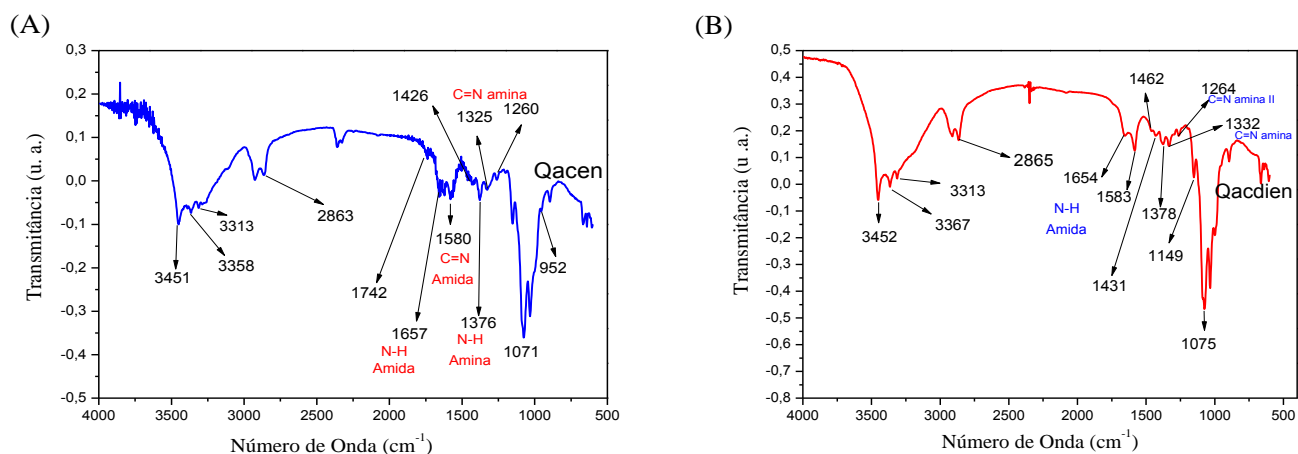 (A)
0,3
0,2
0,1
0,0
-0,1
-0,2
-0,3
-0,4
-0,5
Transmitância (u. a.)
4000 3500 3000 2500 2000 1500 1000 500
Número de Onda (cm-1)
C=N amina
1426
1325
1260
Qacen
3451
3358
3313
2863
1742
1657
N-H
Amida
1580
C=N
Amida
1376
N-H
Amina
1071
952
(B)
0,5
0,4
0,3
0,2
0,1
0,0
-0,1
-0,2
-0,3
-0,4
-0,5
-0,6
-0,7
-0,8
Transmitância (u .a.)
4000 3500 3000 2500 2000 1500 1000 500
Número de Onda (cm-1)
1462
1264
C=N amina II
1332
C=N amina
Qacdien
3452
3367
3313
2865
1654
1583
N-H
Amida
1431
1378
1149
1075